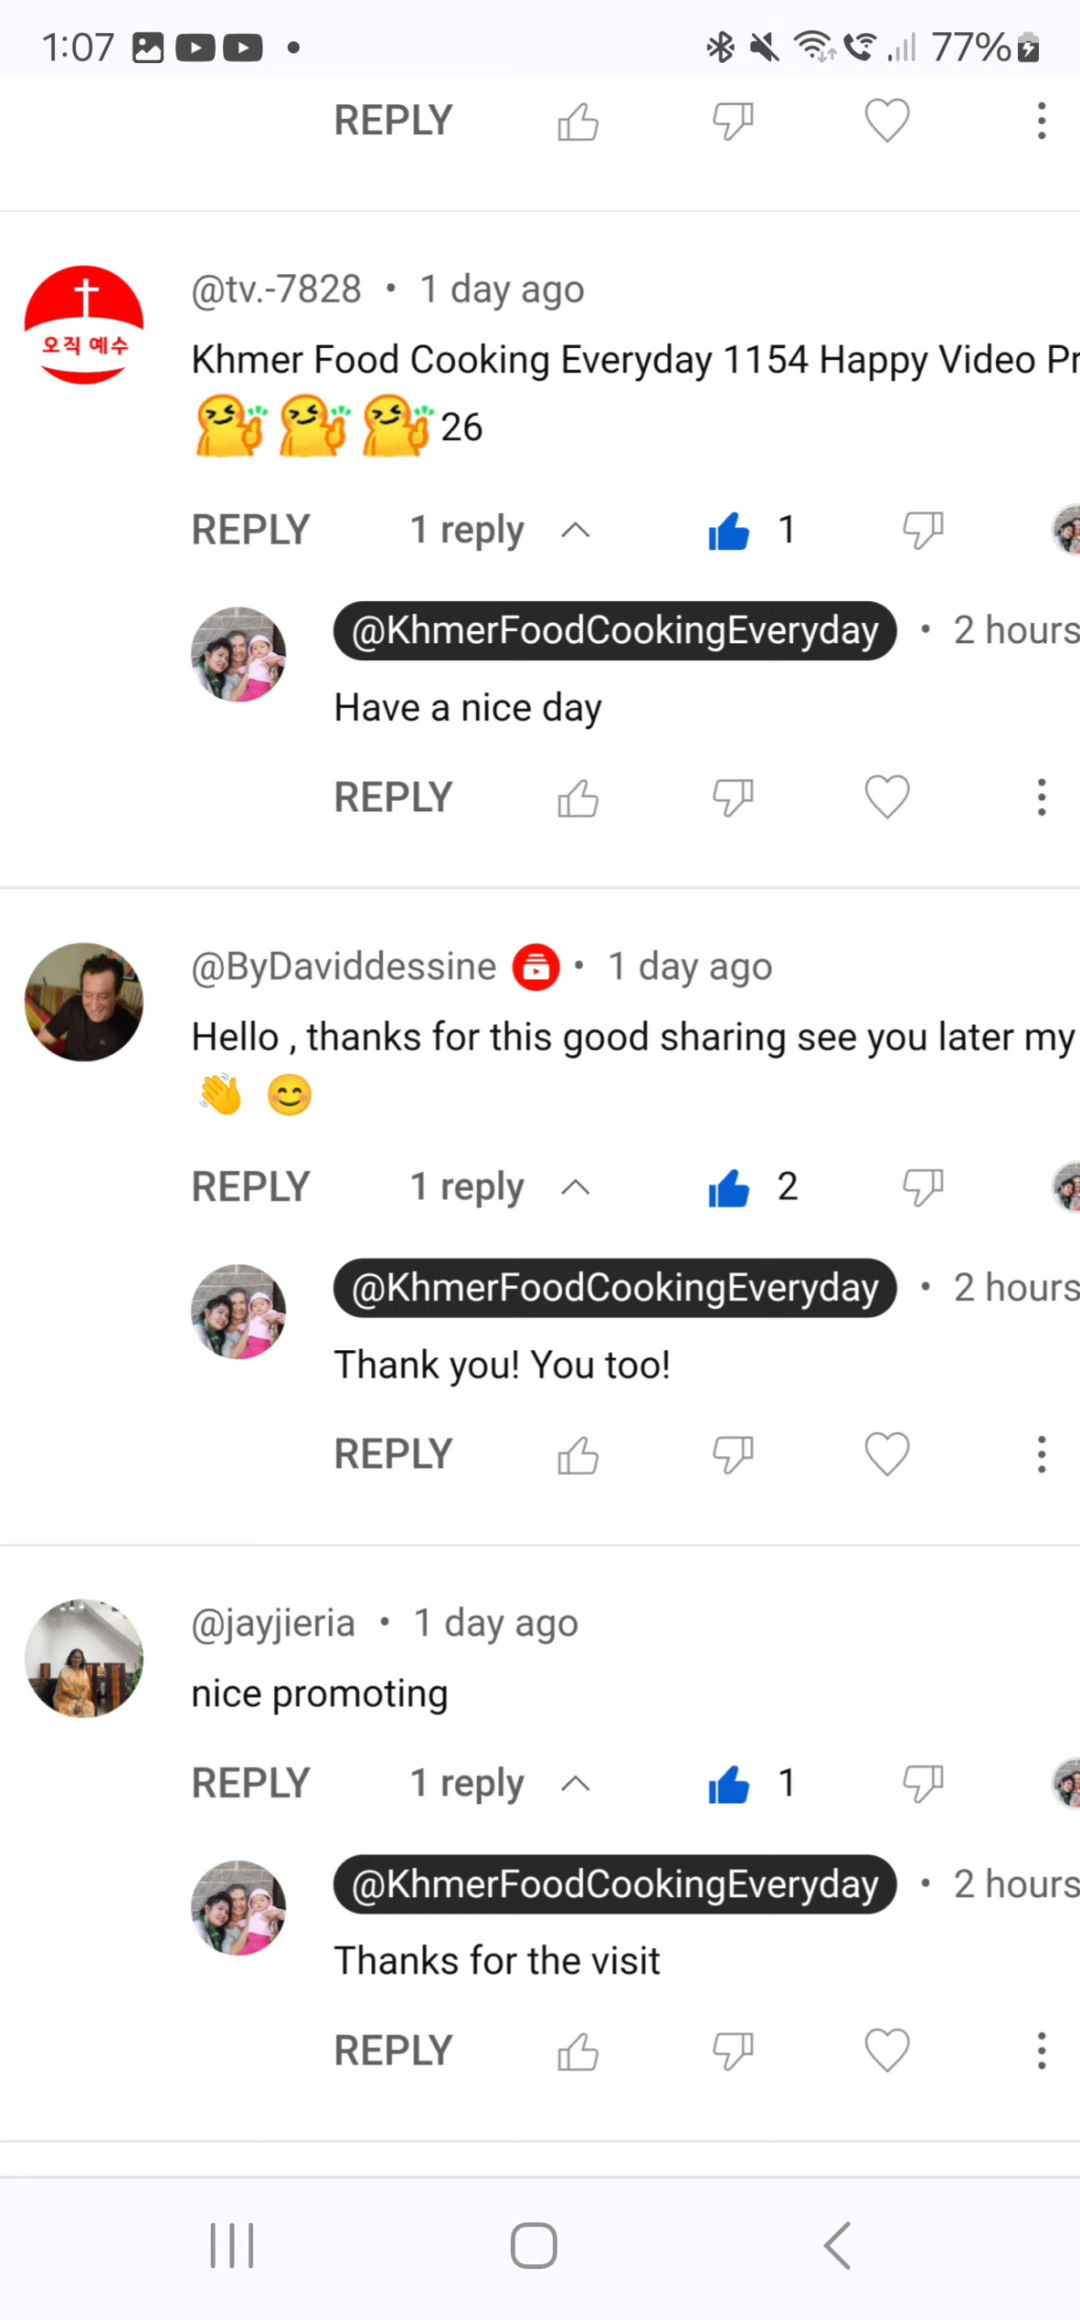 1:07
77%
REPLY
오직 예수
@tv.-7828 • 1 day ago
Khmer Food Cooking Everyday 1154 Happy Video Pr
26
REPLY 1 reply 1
@KhmerFoodCookingEveryday • 2 hours
Have a nice day
REPLY
@ByDaviddessine • 1 day ago
Hello , thanks for this good sharing see you later my
👋 😊
REPLY 1 reply 2
@KhmerFoodCookingEveryday • 2 hours
Thank you! You too!
REPLY
@jayjieria • 1 day ago
nice promoting
REPLY 1 reply 1
@KhmerFoodCookingEveryday • 2 hours
Thanks for the visit
REPLY